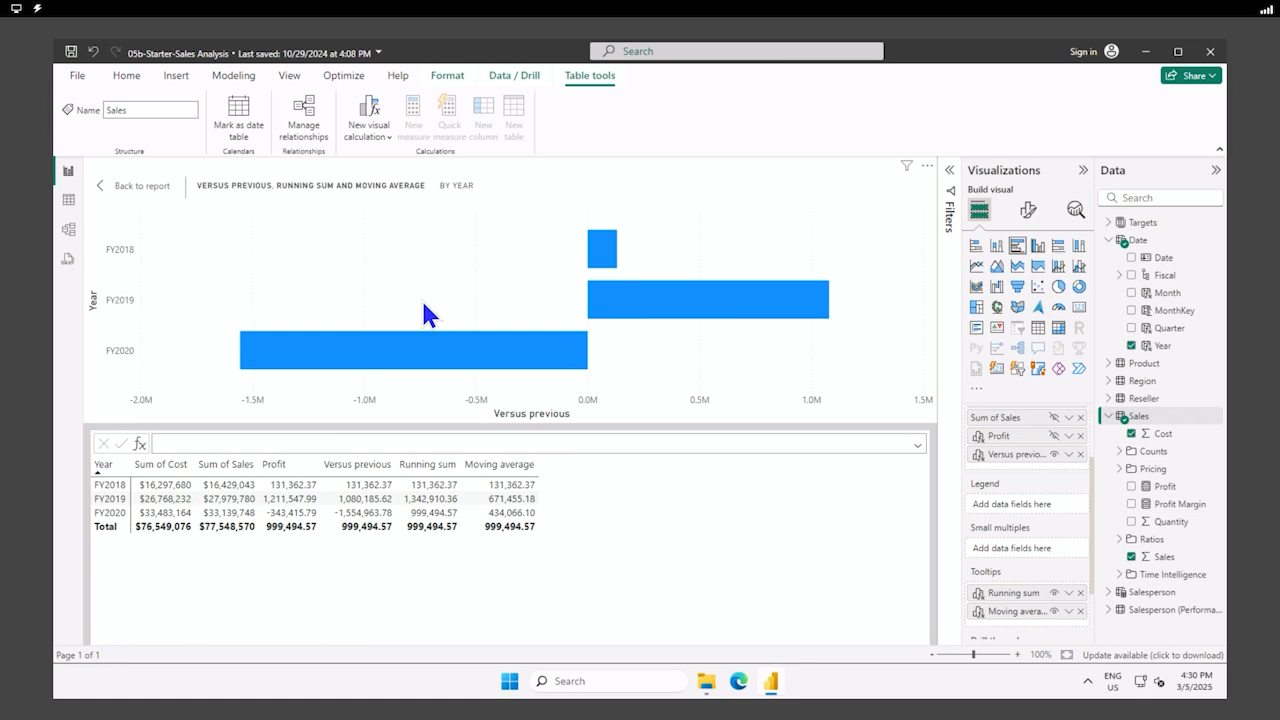 05b-Starter-Sales Analysis • Last saved: 10/29/2024 at 4:08 PM
Search
Sign in
File Home Insert Modeling View Optimize Help Format Data / Drill Table tools
Share
Name Sales
Mark as date table
Manage relationships
New visual calculation
New measure
Quick measure
New column
New table
Structure
Calendars
Relationships
Calculations
Back to report
VERSUS PREVIOUS, RUNNING SUM AND MOVING AVERAGE BY YEAR
Year
FY2018
FY2019
FY2020
-2.0M -1.5M -1.0M -0.5M 0.0M 0.5M 1.0M 1.5M
Versus previous
Year Sum of Cost Sum of Sales Profit Versus previous Running sum Moving average
FY2018 $16,297,680 $16,429,043 131,362.37 131,362.37 131,362.37 131,362.37
FY2019 $26,768,232 $27,979,780 1,211,547.99 1,080,185.62 1,342,910.36 671,455.18
FY2020 $33,483,164 $33,139,748 -343,415.79 -1,554,963.78 999,494.57 434,066.10
Total $76,549,076 $77,548,570 999,494.57 999,494.57 999,494.57 999,494.57
Filters
Visualizations
Build visual
R
Py
123
Sum of Sales
Profit
Versus previo...
Legend
Add data fields here
Small multiples
Add data fields here
Tooltips
Running sum
Moving avera...
Data
Search
Targets
Date
Date
Fiscal
Month
MonthKey
Quarter
Year
Product
Region
Reseller
Sales
Cost
Counts
Pricing
Profit
Profit Margin
Quantity
Ratios
Sales
Time Intelligence
Salesperson
Salesperson (Performa...
Page 1 of 1
- + 100%
Update available (click to download)
Search
ENG
US
4:30 PM
3/5/2025